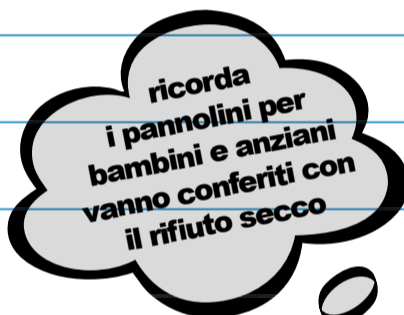 ricorda
i pannolini per
bambini e anziani
vanno conferiti con
il rifiuto secco